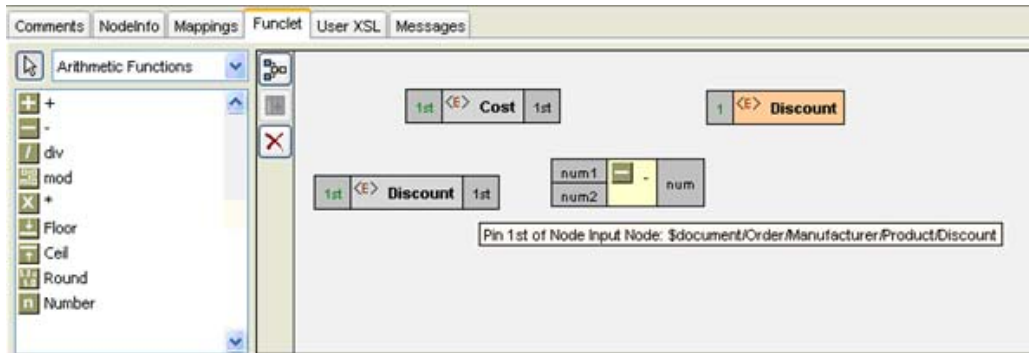 Comments NodeInfo Mappings Funclet User XSL Messages
Arithmetic Functions
+
-
div
mod
*
Floor
Ceil
Round
n Number
1st <E> Cost 1st
1 <E> Discount
1st <E> Discount 1st
num1 - num
num2
Pin 1st of Node Input Node: $document/Order/Manufacturer/Product/Discount